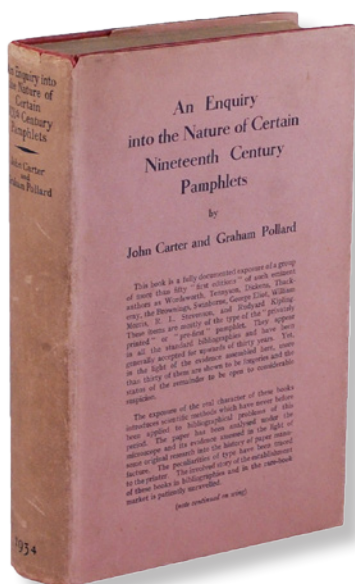 An Enquiry into
the Nature of
Certain
19th Century
Pamphlets
John Carter
and
Graham Pollard
1934
An Enquiry
into the Nature of Certain
Nineteenth Century
Pamphlets
by
John Carter and Graham Pollard
This book is a fully documented exposure of a group
of more than fifty "first editions" of such eminent
authors as Wordsworth, Tennyson, Dickens, Thack-
eray, the Brownings, Swinburne, George Eliot, William
Morris, R. L. Stevenson, and Rudyard Kipling.
These items are mostly of the type of the "privately
printed" or "pre-first" pamphlet. They appear
in all the standard bibliographies and have been
generally accepted for upwards of thirty years. Yet,
in the light of the evidence assembled here, more
than thirty of them are shown to be forgeries and the
status of the remainder to be open to considerable
suspicion.
The exposure of the real character of these books
introduces scientific methods which have never before
been applied to bibliographical problems of this
period. The paper has been analysed under the
microscope and its evidence assessed in the light of
some original research into the history of paper manu-
facture. The peculiarities of type have been traced
to the printer. The involved story of the establishment
of these books in bibliographies and in the rare-book
market is patiently unravelled.
(note continued on wing)